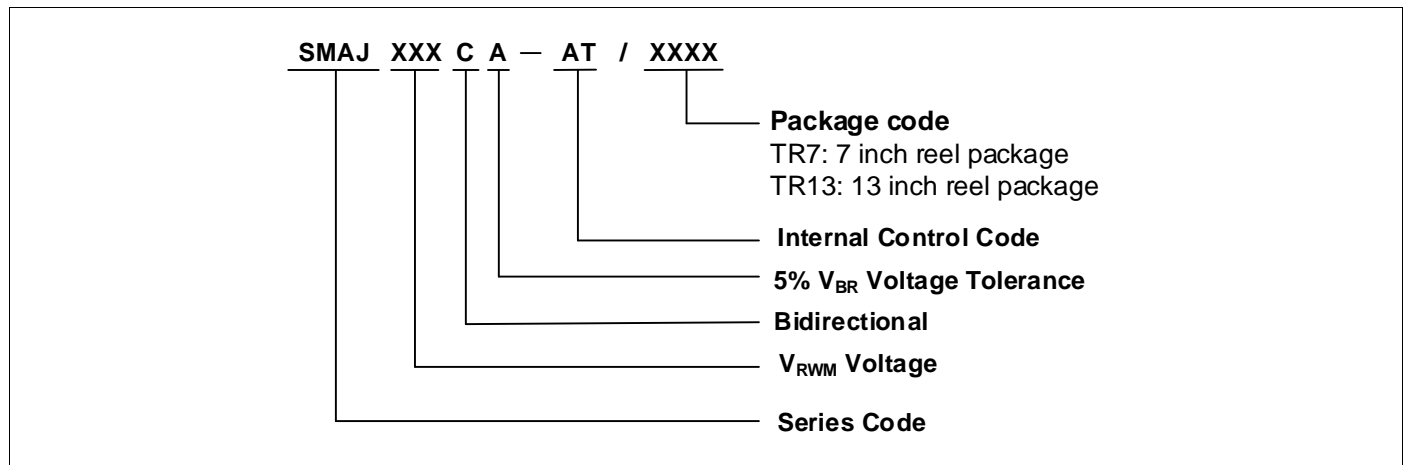 SMAJ XXX C A — AT / XXXX
Package code
TR7: 7 inch reel package
TR13: 13 inch reel package
Internal Control Code
5% VBR Voltage Tolerance
Bidirectional
VRWM Voltage
Series Code